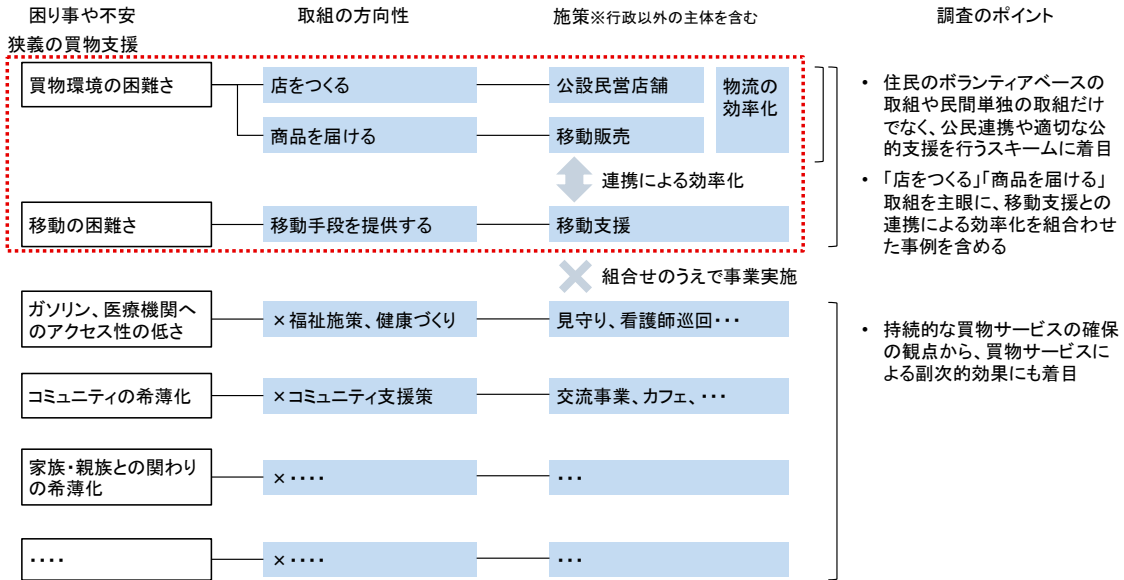 困り事や不安
取組の方向性
施策※行政以外の主体を含む
調査のポイント
狭義の買物支援
買物環境の困難さ
店をつくる
公設民営店舗
物流の
効率化
商品を届ける
移動販売
連携による効率化
移動の困難さ
移動手段を提供する
移動支援
組合せのうえで事業実施
ガソリン、医療機関へ
のアクセス性の低さ
×福祉施策、健康づくり
見守り、看護師巡回・・・
コミュニティの希薄化
×コミュニティ支援策
交流事業、カフェ、・・・
家族・親族との関わり
の希薄化
×・・・・
・・・
・・・・
×・・・・
・・・
• 住民のボランティアベースの
取組や民間単独の取組だけ
でなく、公民連携や適切な公
的支援を行うスキームに着目
• 「店をつくる」「商品を届ける」
取組を主眼に、移動支援との
連携による効率化を組合わせ
た事例を含める
• 持続的な買物サービスの確保
の観点から、買物サービスに
よる副次的効果にも着目